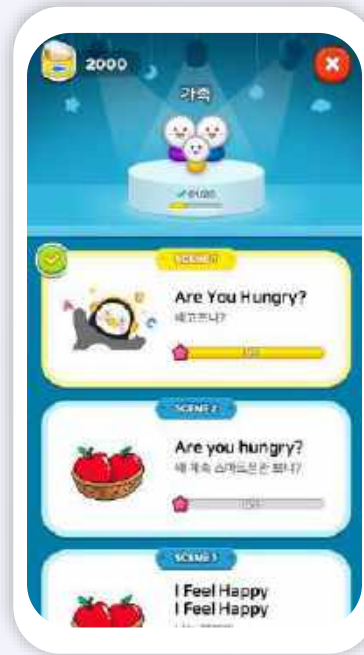 2000
가족
SCENE 1
Are You Hungry?
배고프니?
SCENE 2
Are you hungry?
SCENE 3
I Feel Happy
I Feel Happy